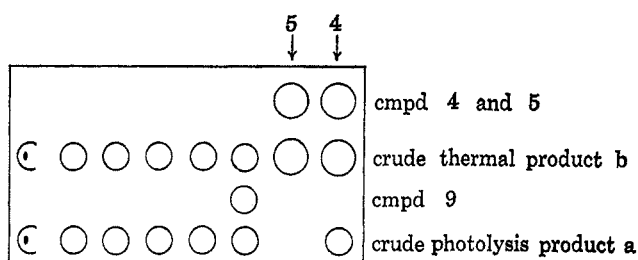 5 4
cmpd 4 and 5
crude thermal product b
cmpd 9
crude photolysis product a